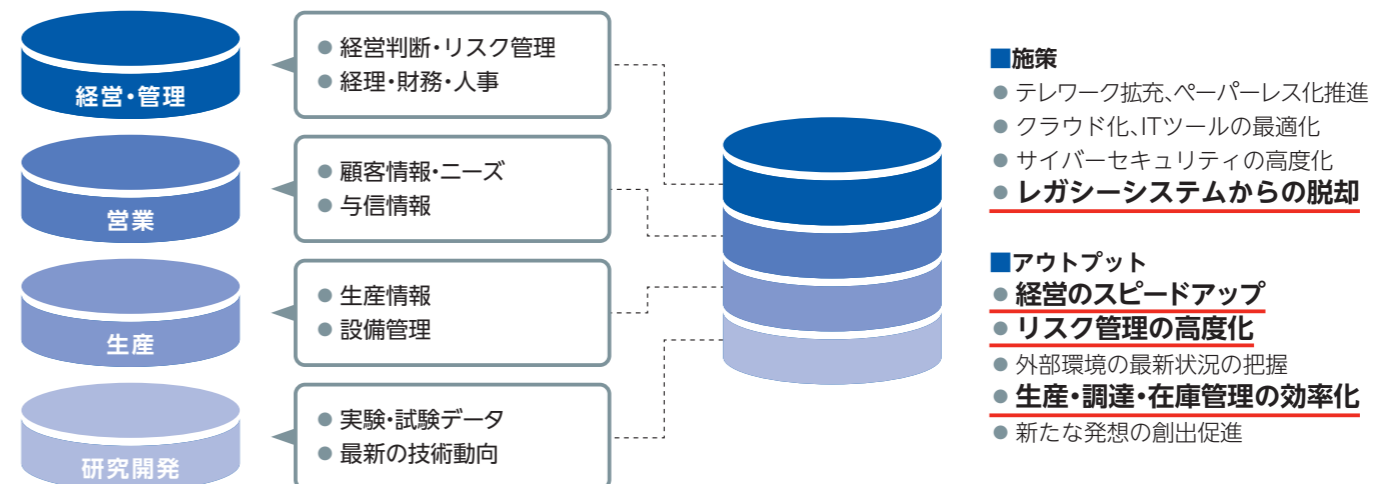 経営・管理
● 経営判断・リスク管理
● 経理・財務・人事
営業
● 顧客情報・ニーズ
● 与信情報
生産
● 生産情報
● 設備管理
研究開発
● 実験・試験データ
● 最新の技術動向
■施策
● テレワーク拡充、ペーパーレス化推進
● クラウド化、ITツールの最適化
● サイバーセキュリティの高度化
● レガシーシステムからの脱却
■アウトプット
● 経営のスピードアップ
● リスク管理の高度化
● 外部環境の最新状況の把握
● 生産・調達・在庫管理の効率化
● 新たな発想の創出促進